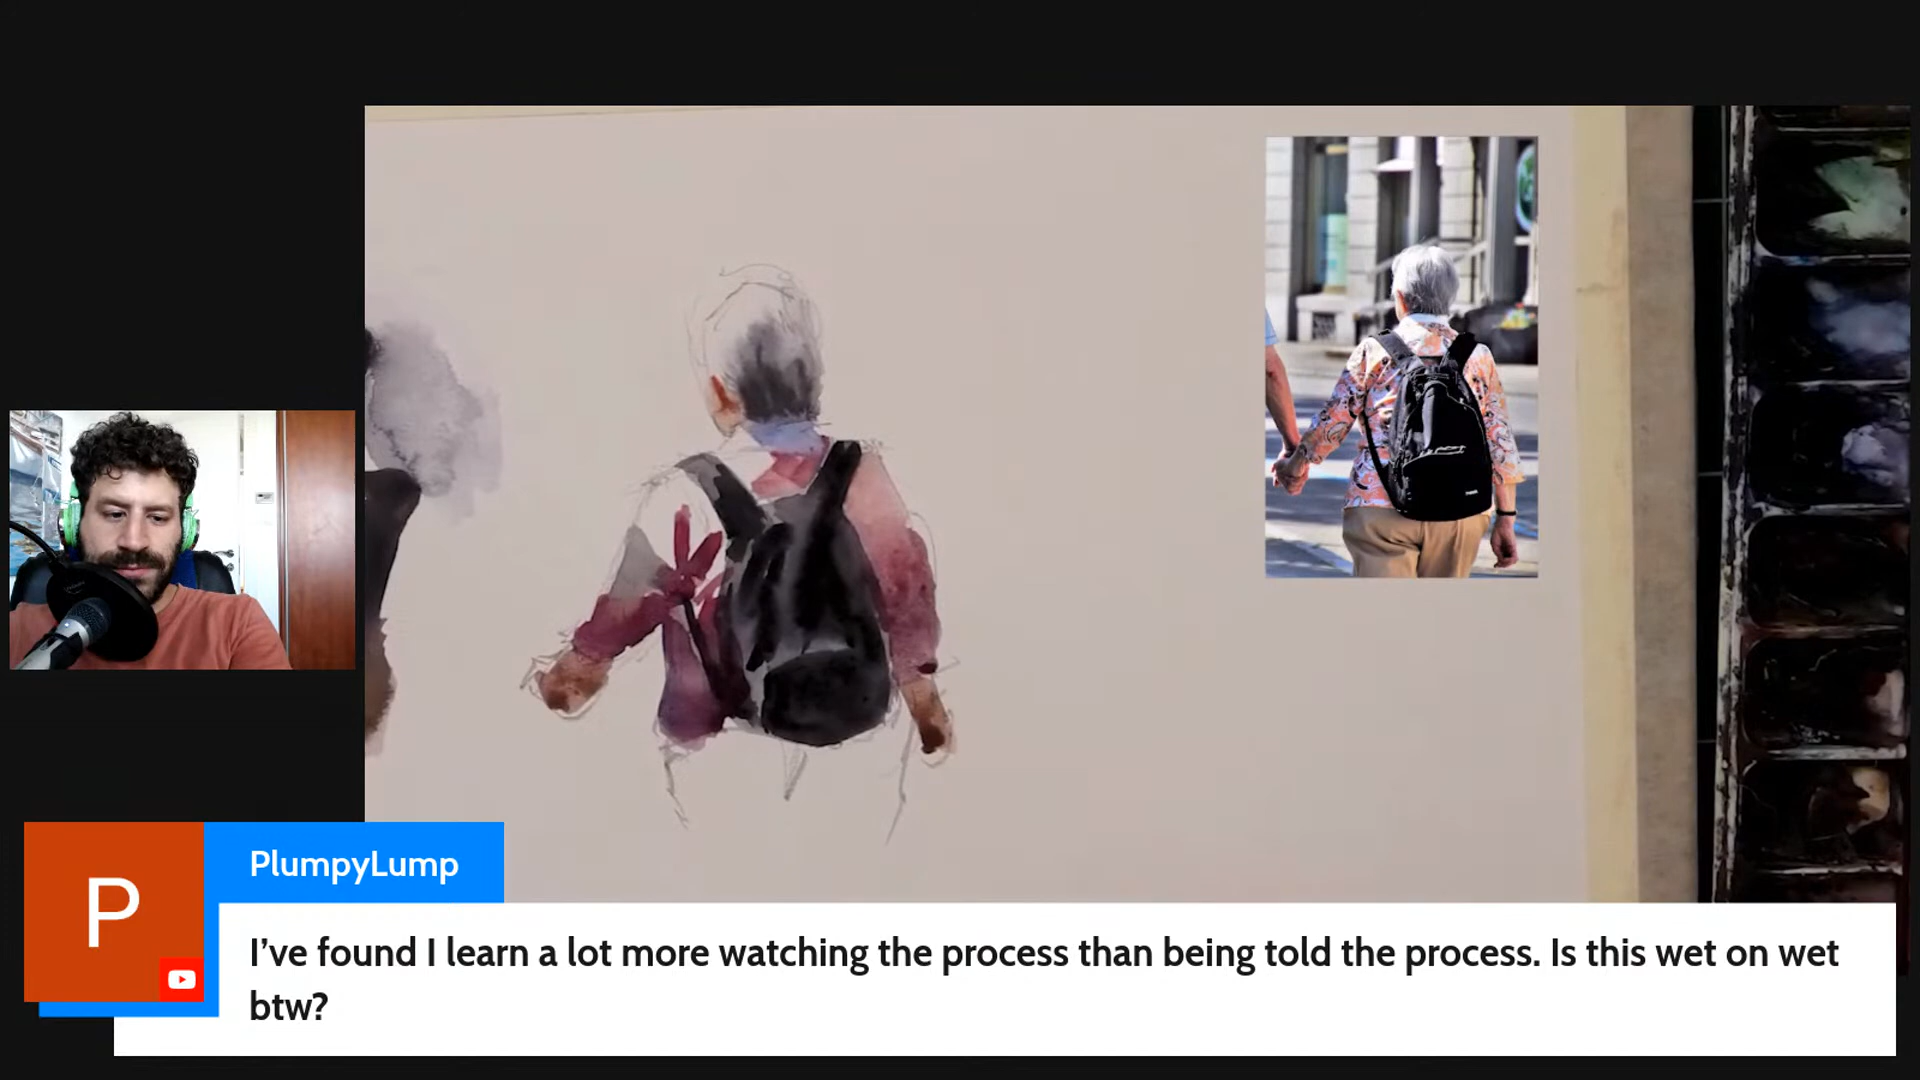 P
PlumpyLump
I've found I learn a lot more watching the process than being told the process. Is this wet on wet
btw?